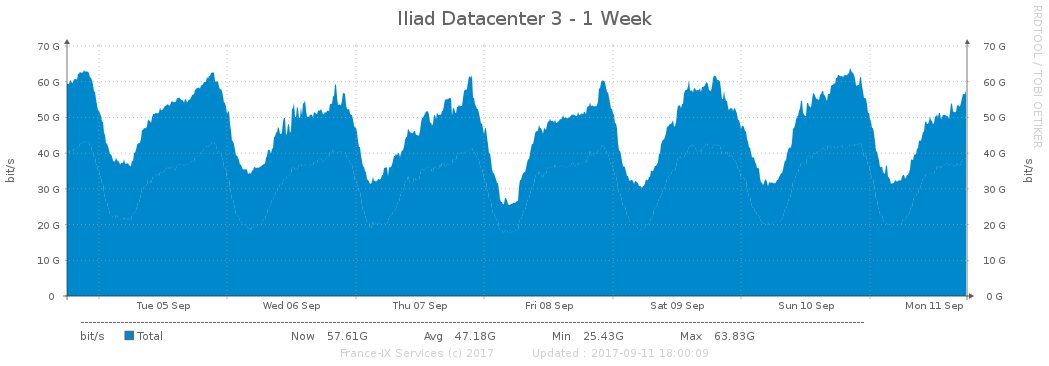 Iliad Datacenter 3 - 1 Week
RRDTOOL / TOBI OETIKER
70 G 70 G
60 G 60 G
50 G 50 G
40 G 40 G
30 G 30 G
20 G 20 G
10 G 10 G
0 0 G
bit/s bit/s
Tue 05 Sep Wed 06 Sep Thu 07 Sep Fri 08 Sep Sat 09 Sep Sun 10 Sep Mon 11 Sep
bit/s Total Now 57.61G Avg 47.18G Min 25.43G Max 63.83G
France-IX Services (c) 2017 Updated : 2017-09-11 18:00:09